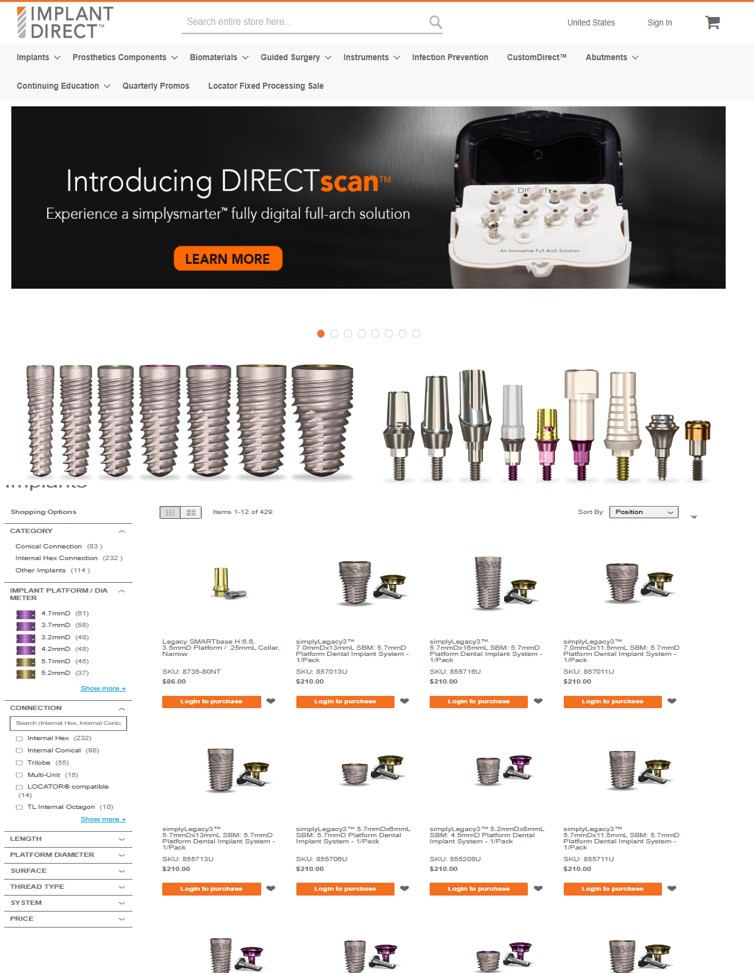 IMPLANT
DIRECT™
Search entire store here...
United States
Sign In
Implants
Prosthetics Components
Biomaterials
Guided Surgery
Instruments
Infection Prevention
CustomDirect™
Abutments
Continuing Education
Quarterly Promos
Locator Fixed Processing Sale
Introducing DIRECTscan™
Experience a simplysmarter™ fully digital full-arch solution
LEARN MORE
An Innovative Full Arch Solution
Implants
Shopping Options
Items 1-12 of 429
Sort By
Position
CATEGORY
Conical Connection (83 )
Internal Hex Connection (232 )
Other Implants (114 )
IMPLANT PLATFORM / DIA
METER
4.7mmD (61)
3.7mmD (58)
3.2mmD (48)
4.2mmD (48)
5.7mmD (45)
5.2mmD (37)
Show more +
CONNECTION
Search (Internal Hex, Internal Conic
Internal Hex (232)
Internal Conical (98)
Trilobe (55)
Multi-Unit (15)
LOCATOR® compatible
(14)
TL Internal Octagon (10)
Show more +
LENGTH
PLATFORM DIAMETER
SURFACE
THREAD TYPE
SYSTEM
PRICE
Legacy SMARTbase H:6.6,
3.5mmD Platform / .25mmL Collar,
Narrow
SKU: 8735-80NT
$86.00
Login to purchase
simplyLegacy3™
7.0mmDx13mmL SBM: 5.7mmD
Platform Dental Implant System -
1/Pack
SKU: 857013U
$210.00
Login to purchase
simplyLegacy3™
5.7mmDx16mmL SBM: 5.7mmD
Platform Dental Implant System -
1/Pack
SKU: 855716U
$210.00
Login to purchase
simplyLegacy3™
7.0mmDx11.5mmL SBM: 5.7mmD
Platform Dental Implant System -
1/Pack
SKU: 857011U
$210.00
Login to purchase
simplyLegacy3™
5.7mmDx13mmL SBM: 5.7mmD
Platform Dental Implant System -
1/Pack
SKU: 855713U
$210.00
Login to purchase
simplyLegacy3™ 5.7mmDx6mmL
SBM: 5.7mmD Platform Dental
Implant System - 1/Pack
SKU: 855706U
$210.00
Login to purchase
simplyLegacy3™ 5.2mmDx8mmL
SBM: 4.5mmD Platform Dental
Implant System - 1/Pack
SKU: 855208U
$210.00
Login to purchase
simplyLegacy3™
5.7mmDx11.5mmL SBM: 5.7mmD
Platform Dental Implant System -
1/Pack
SKU: 855711U
$210.00
Login to purchase